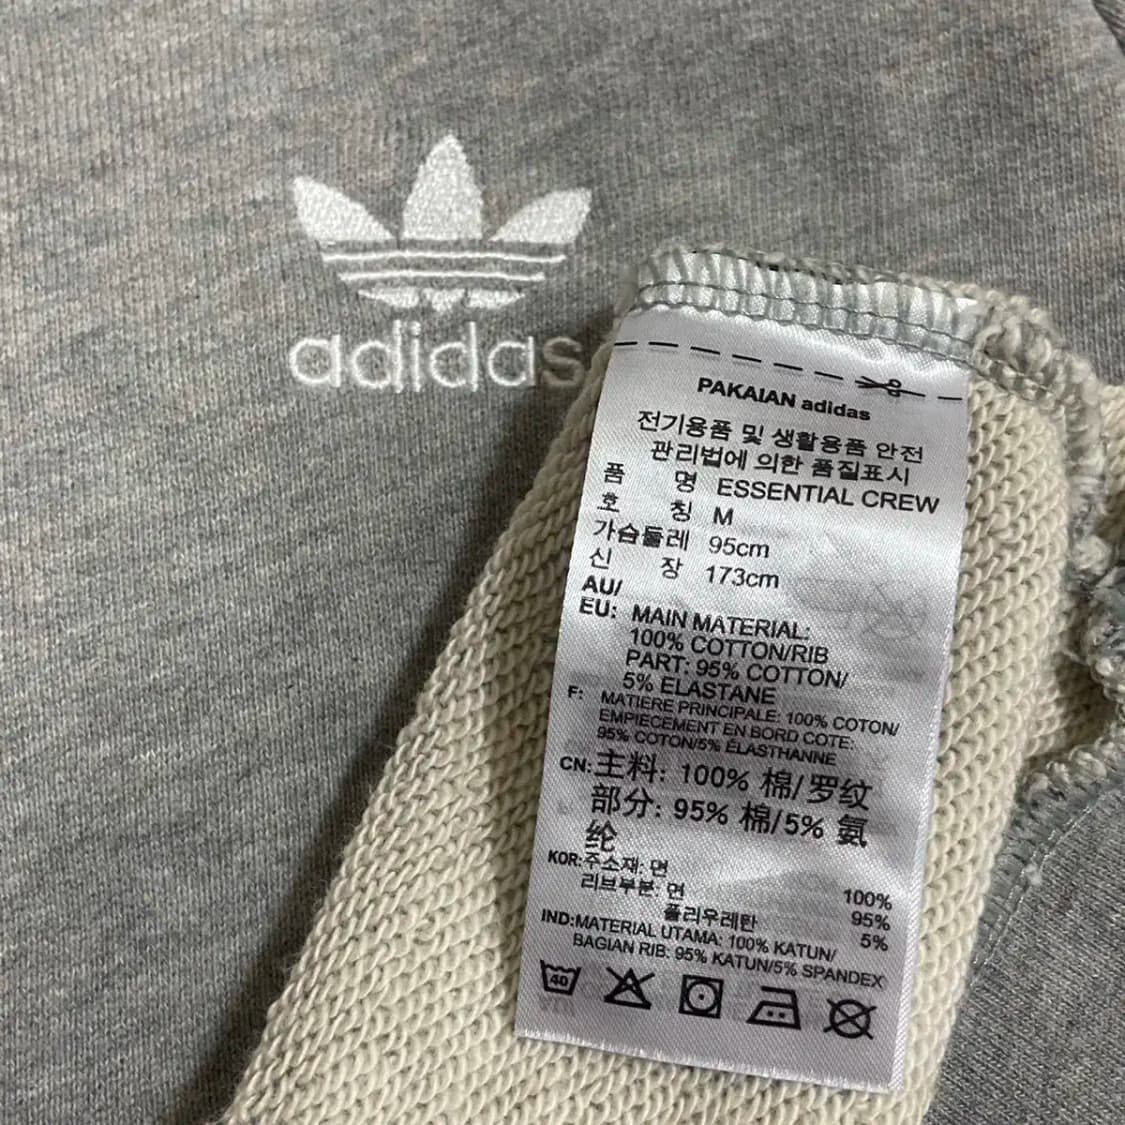 adidas
PAKAIAN adidas
전기용품 및 생활용품 안전
관리법에 의한 품질표시
품 명 ESSENTIAL CREW
호 칭 M
가슴둘레 95cm
신 장 173cm
AU/
EU: MAIN MATERIAL:
100% COTTON/RIB
PART: 95% COTTON/
5% ELASTANE
F: MATIERE PRINCIPALE: 100% COTON/
EMPIECEMENT EN BORD COTE:
95% COTON/5% ÉLASTHANNE
CN: 主料: 100% 棉/罗纹
部分: 95% 棉/5% 氨
纶
KOR: 주소재: 면 100%
리브부분: 면 95%
폴리우레탄 5%
IND: MATERIAL UTAMA: 100% KATUN/
BAGIAN RIB: 95% KATUN/5% SPANDEX
40